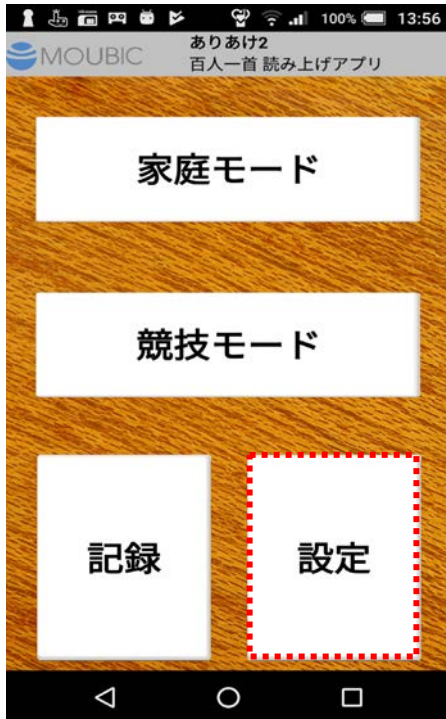 100% 13:56
MOUBIC
ありあけ2
百人一首 読み上げアプリ
家庭モード
競技モード
記録
設定